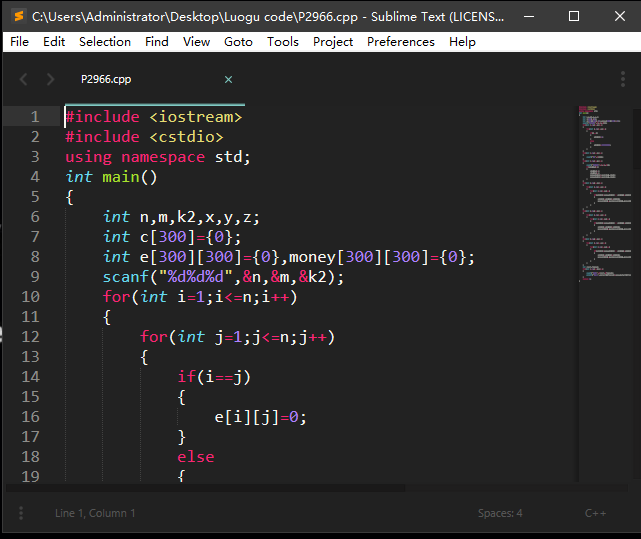 C:\Users\Administrator\Desktop\Luogu code\P2966.cpp - Sublime Text (LICENS...
File Edit Selection Find View Goto Tools Project Preferences Help
P2966.cpp
1 #include <iostream>
2 #include <cstdio>
3 using namespace std;
4 int main()
5 {
6 int n,m,k2,x,y,z;
7 int c[300]={0};
8 int e[300][300]={0},money[300][300]={0};
9 scanf("%d%d%d",&n,&m,&k2);
10 for(int i=1;i<=n;i++)
11 {
12 for(int j=1;j<=n;j++)
13 {
14 if(i==j)
15 {
16 e[i][j]=0;
17 }
18 else
19 {
Line 1, Column 1 Spaces: 4 C++